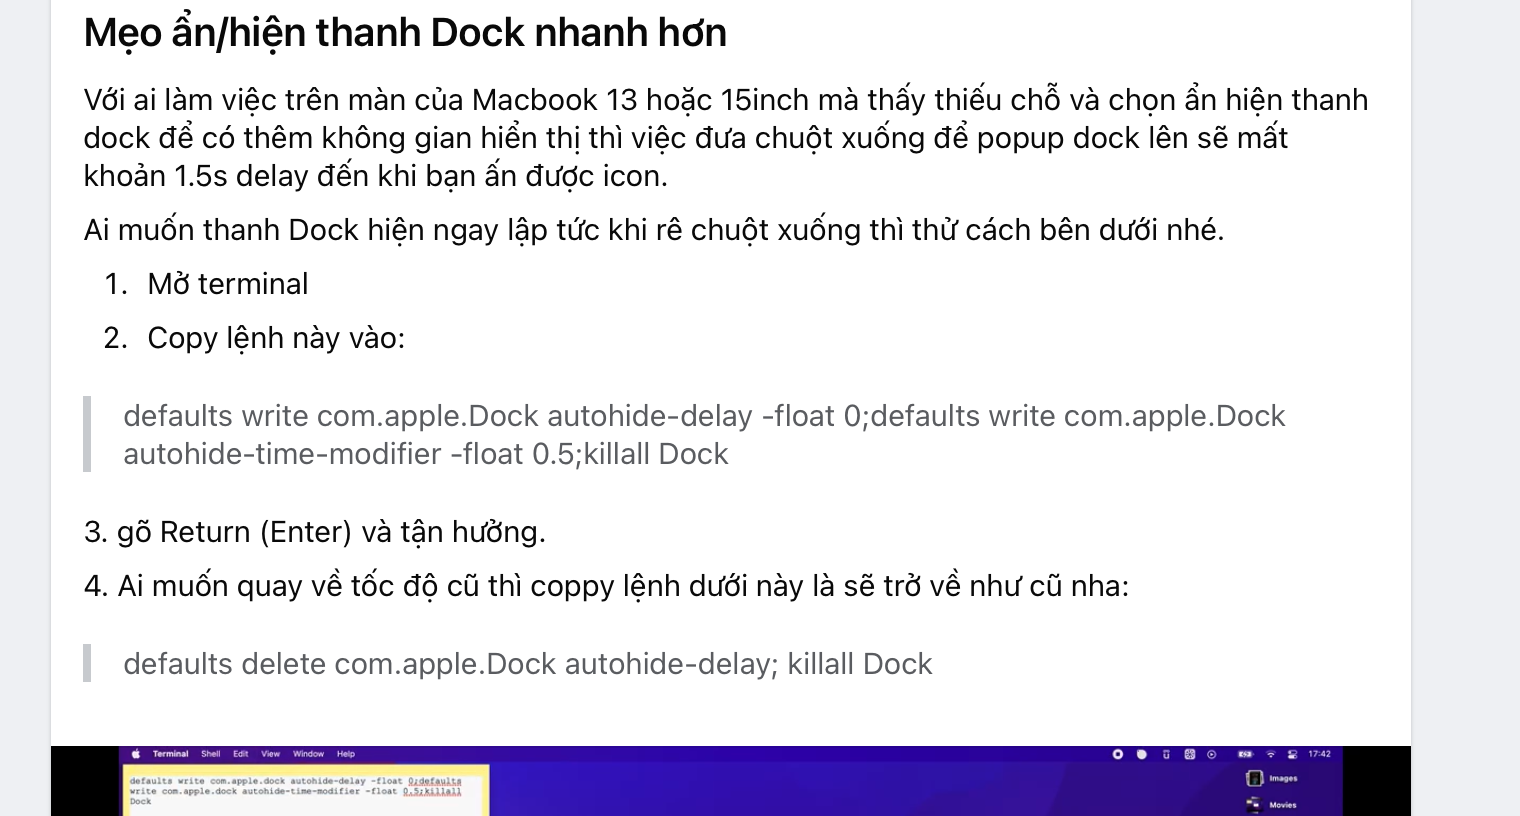 Mẹo ẩn/hiện thanh Dock nhanh hơn
Với ai làm việc trên màn của Macbook 13 hoặc 15inch mà thấy thiếu chỗ và chọn ẩn hiện thanh
dock để có thêm không gian hiển thị thì việc đưa chuột xuống để popup dock lên sẽ mất
khoản 1.5s delay đến khi bạn ấn được icon.
Ai muốn thanh Dock hiện ngay lập tức khi rê chuột xuống thì thử cách bên dưới nhé.
1. Mở terminal
2. Copy lệnh này vào:
defaults write com.apple.Dock autohide-delay -float 0;defaults write com.apple.Dock
autohide-time-modifier -float 0.5;killall Dock
3. gõ Return (Enter) và tận hưởng.
4. Ai muốn quay về tốc độ cũ thì coppy lệnh dưới này là sẽ trở về như cũ nha:
defaults delete com.apple.Dock autohide-delay; killall Dock
Terminal Shell Edit View Window Help 17:42
defaults write com.apple.dock autohide-delay -float 0;defaults
write com.apple.dock autohide-time-modifier -float 0.5;killall
Dock
Images
Movies